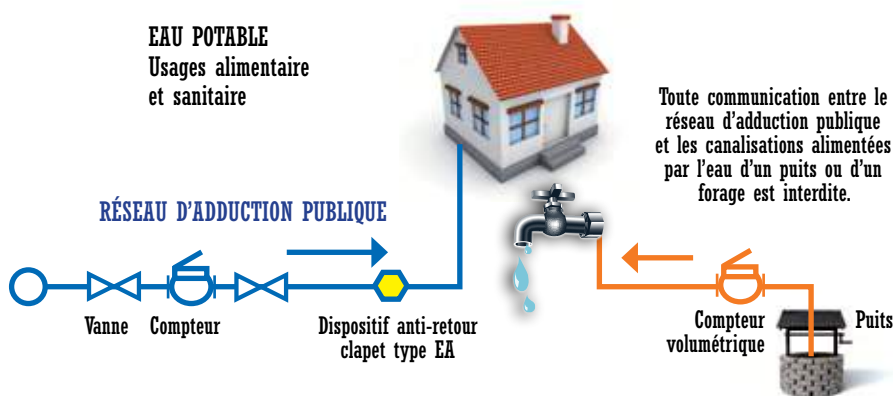 EAU POTABLE
Usages alimentaire
et sanitaire
Toute communication entre le
réseau d'adduction publique
et les canalisations alimentées
par l'eau d'un puits ou d'un
forage est interdite.
RÉSEAU D'ADDUCTION PUBLIQUE
Vanne
Compteur
Dispositif anti-retour
clapet type EA
Compteur
volumétrique
Puits